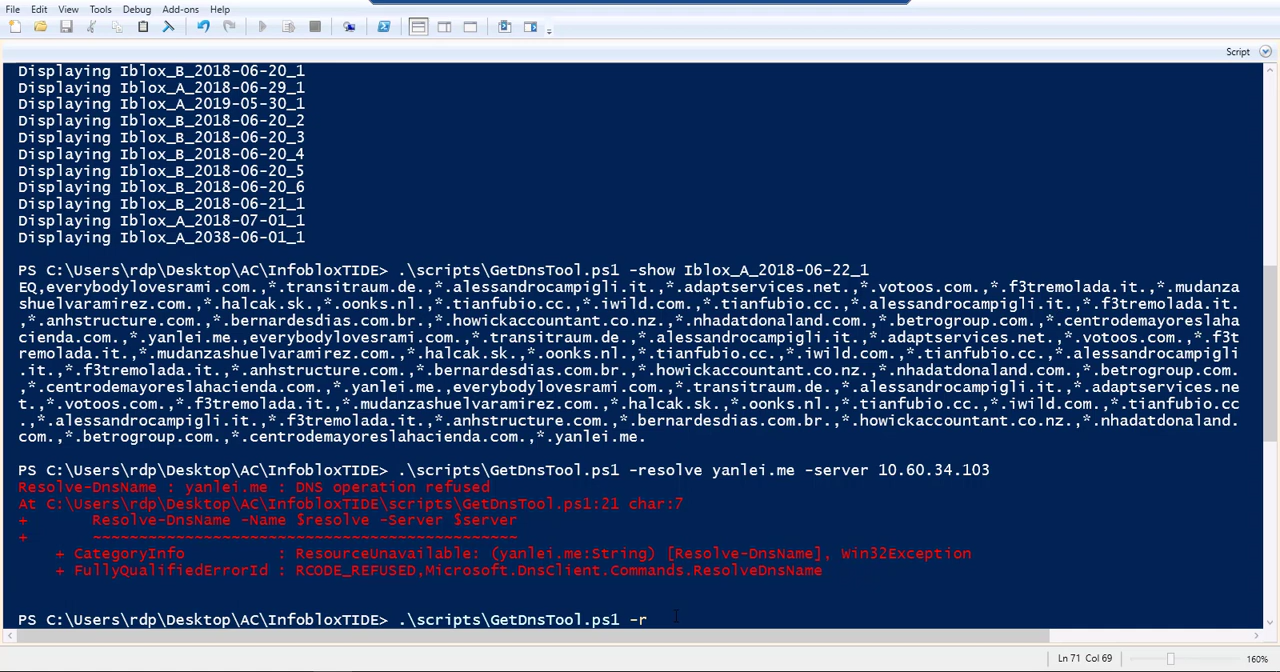 File Edit View Tools Debug Add-ons Help
Script
Displaying Iblox_B_2018-06-20_1
Displaying Iblox_A_2018-06-29_1
Displaying Iblox_A_2019-05-30_1
Displaying Iblox_B_2018-06-20_2
Displaying Iblox_B_2018-06-20_3
Displaying Iblox_B_2018-06-20_4
Displaying Iblox_B_2018-06-20_5
Displaying Iblox_B_2018-06-20_6
Displaying Iblox_B_2018-06-21_1
Displaying Iblox_A_2018-07-01_1
Displaying Iblox_A_2038-06-01_1
PS C:\Users\rdp\Desktop\AC\InfobloxTIDE> .\scripts\GetDnsTool.ps1 -show Iblox_A_2018-06-22_1
EQ,everybodylovesrami.com.,*.transitraum.de.,*.alessandrocampigli.it.,*.adaptservices.net.,*.votoos.com.,*.f3tremolada.it.,*.mudanza
shuelvaramirez.com.,*.halcak.sk.,*.oonks.nl.,*.tianfubio.cc.,*.iwild.com.,*.tianfubio.cc.,*.alessandrocampigli.it.,*.f3tremolada.it.
,*.anhstructure.com.,*.bernardesdias.com.br.,*.howickaccountant.co.nz.,*.nhadatdonaland.com.,*.betrogroup.com.,*.centrodemayoreslaha
cienda.com.,*.yanlei.me.,everybodylovesrami.com.,*.transitraum.de.,*.alessandrocampigli.it.,*.adaptservices.net.,*.votoos.com.,*.f3t
remolada.it.,*.mudanzashuelvaramirez.com.,*.halcak.sk.,*.oonks.nl.,*.tianfubio.cc.,*.iwild.com.,*.tianfubio.cc.,*.alessandrocampigli
.it.,*.f3tremolada.it.,*.anhstructure.com.,*.bernardesdias.com.br.,*.howickaccountant.co.nz.,*.nhadatdonaland.com.,*.betrogroup.com.
,*.centrodemayoreslahacienda.com.,*.yanlei.me.,everybodylovesrami.com.,*.transitraum.de.,*.alessandrocampigli.it.,*.adaptservices.ne
t.,*.votoos.com.,*.f3tremolada.it.,*.mudanzashuelvaramirez.com.,*.halcak.sk.,*.oonks.nl.,*.tianfubio.cc.,*.iwild.com.,*.tianfubio.cc
.,*.alessandrocampigli.it.,*.f3tremolada.it.,*.anhstructure.com.,*.bernardesdias.com.br.,*.howickaccountant.co.nz.,*.nhadatdonaland.
com.,*.betrogroup.com.,*.centrodemayoreslahacienda.com.,*.yanlei.me.
PS C:\Users\rdp\Desktop\AC\InfobloxTIDE> .\scripts\GetDnsTool.ps1 -resolve yanlei.me -server 10.60.34.103
Resolve-DnsName : yanlei.me : DNS operation refused
At C:\Users\rdp\Desktop\AC\InfobloxTIDE\scripts\GetDnsTool.ps1:21 char:7
+       Resolve-DnsName -Name $resolve -Server $server
+       ~~~~~~~~~~~~~~~~~~~~~~~~~~~~~~~~~~~~~~~~~~~~~~
    + CategoryInfo          : ResourceUnavailable: (yanlei.me:String) [Resolve-DnsName], Win32Exception
    + FullyQualifiedErrorId : RCODE_REFUSED,Microsoft.DnsClient.Commands.ResolveDnsName
PS C:\Users\rdp\Desktop\AC\InfobloxTIDE> .\scripts\GetDnsTool.ps1 -r
Ln 71 Col 69 160%